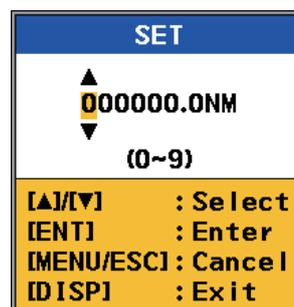 SET
▲
000000.0NM
▼
(0~9)
[▲]/[▼] : Select
[ENT] : Enter
[MENU/ESC] : Cancel
[DISP] : Exit